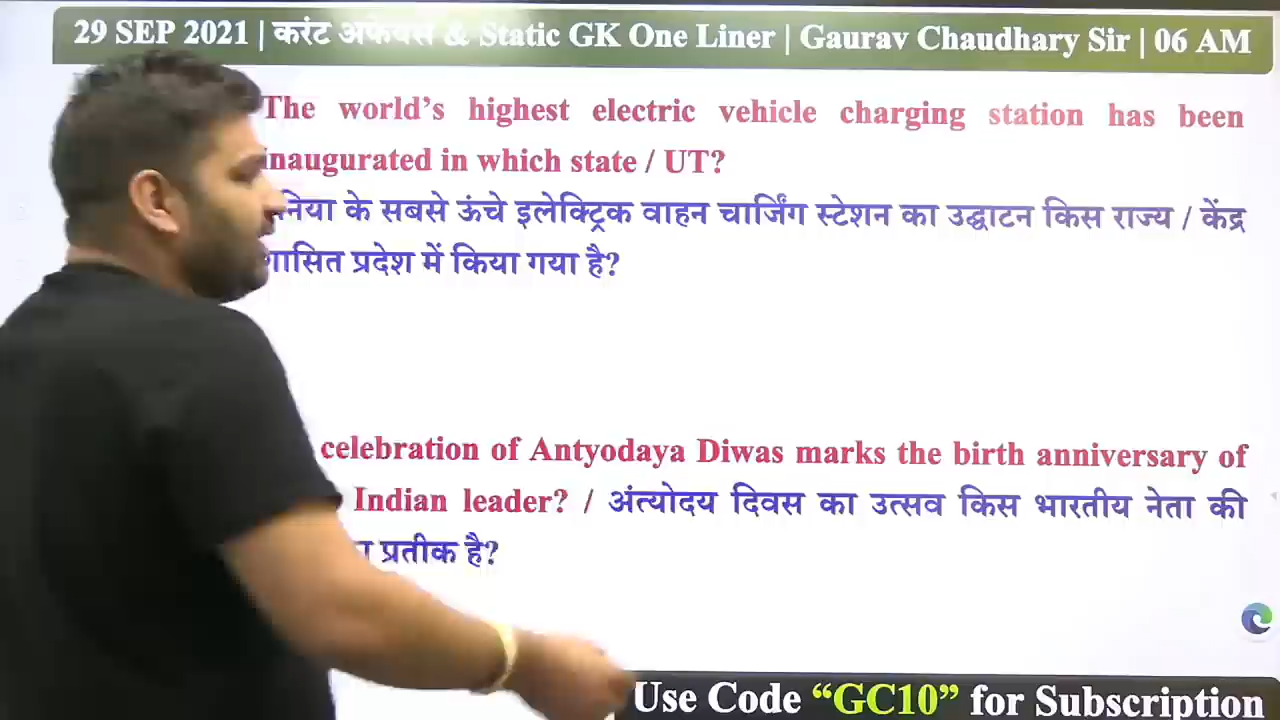 29 SEP 2021 | करंट अफेयर्स & Static GK One Liner | Gaurav Chaudhary Sir | 06 AM
The world’s highest electric vehicle charging station has been
inaugurated in which state / UT?
के सबसे ऊंचे इलेक्ट्रिक वाहन चार्जिंग स्टेशन का उद्घाटन किस राज्य / केंद्र
प्रदेश में किया गया है?
celebration of Antyodaya Diwas marks the birth anniversary of
Indian leader? / अंत्योदय दिवस का उत्सव किस भारतीय नेता की
प्रतीक है?
Use Code “GC10” for Subscription